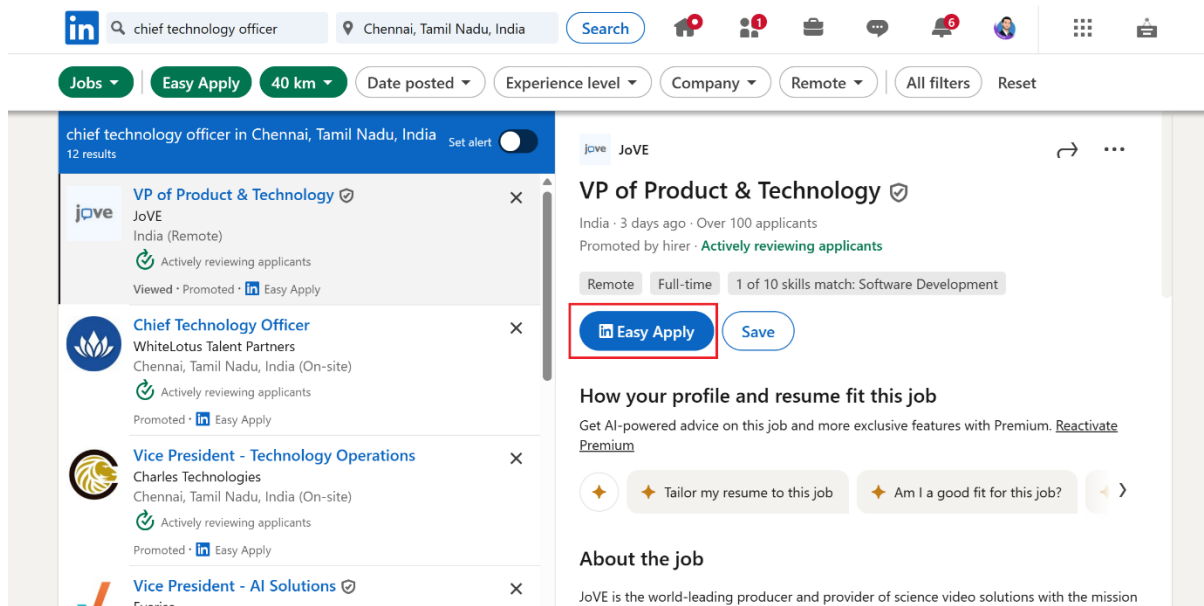 in
chief technology officer
Chennai, Tamil Nadu, India
Search
1
6
Jobs
Easy Apply
40 km
Date posted
Experience level
Company
Remote
All filters
Reset
chief technology officer in Chennai, Tamil Nadu, India
Set alert
12 results
jove
VP of Product & Technology
JoVE
India (Remote)
Actively reviewing applicants
Viewed · Promoted · in Easy Apply
Chief Technology Officer
WhiteLotus Talent Partners
Chennai, Tamil Nadu, India (On-site)
Actively reviewing applicants
Promoted · in Easy Apply
Vice President - Technology Operations
Charles Technologies
Chennai, Tamil Nadu, India (On-site)
Actively reviewing applicants
Promoted · in Easy Apply
Vice President - AI Solutions
jove JoVE
VP of Product & Technology
India · 3 days ago · Over 100 applicants
Promoted by hirer · Actively reviewing applicants
Remote
Full-time
1 of 10 skills match: Software Development
in Easy Apply
Save
How your profile and resume fit this job
Get AI-powered advice on this job and more exclusive features with Premium. Reactivate
Premium
Tailor my resume to this job
Am I a good fit for this job?
About the job
JoVE is the world-leading producer and provider of science video solutions with the mission